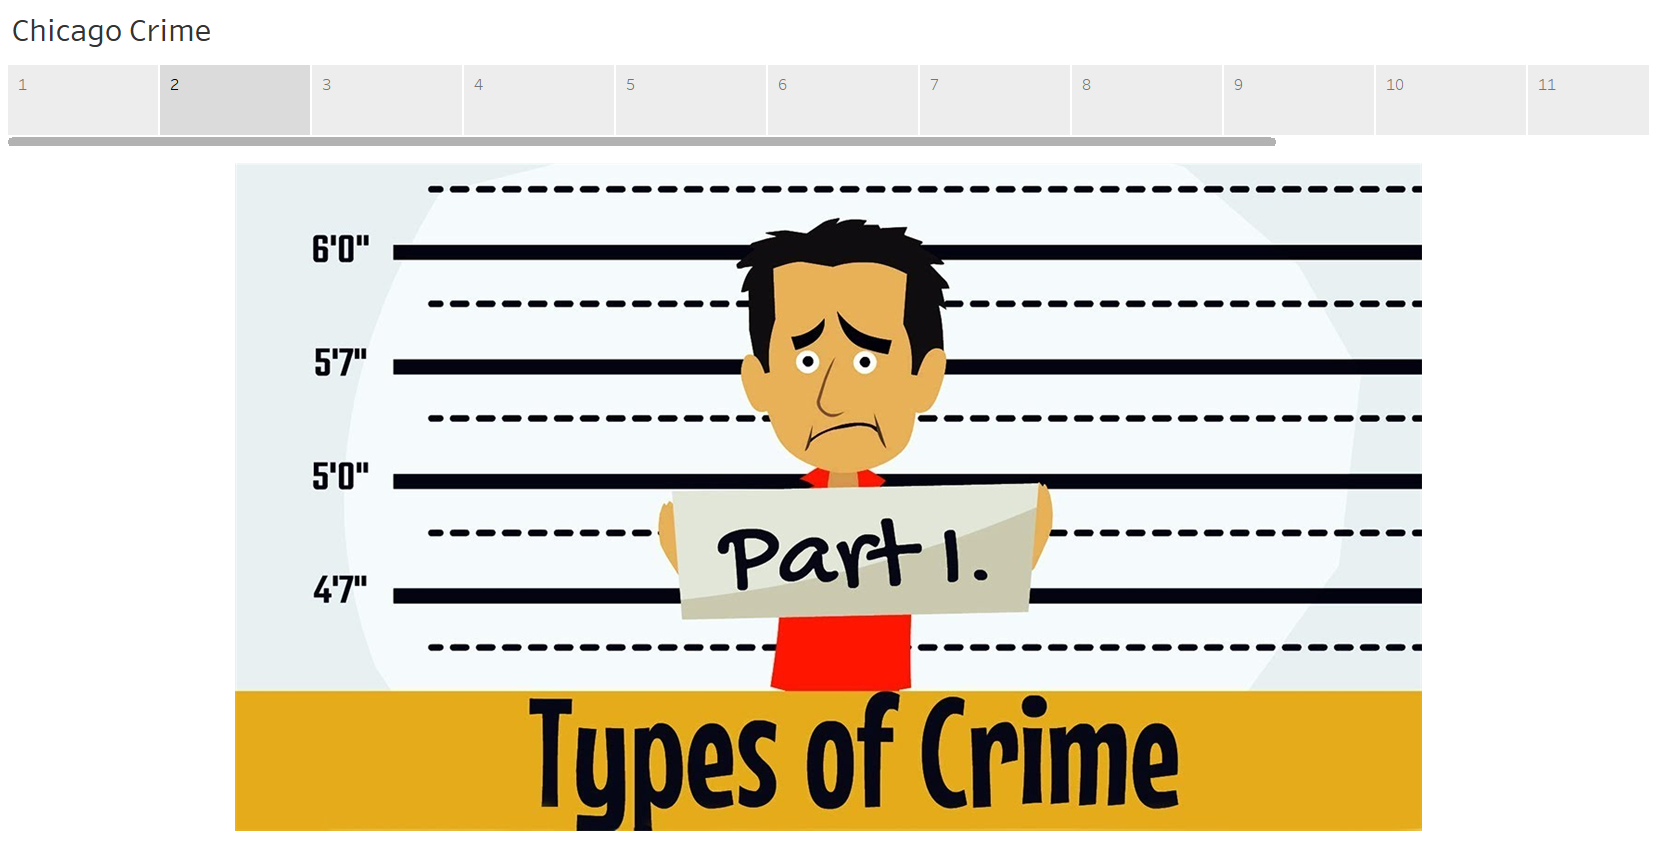 Chicago Crime
1 2 3 4 5 6 7 8 9 10 11
6'0"
5'7"
5'0"
4'7"
Part 1.
Types of Crime